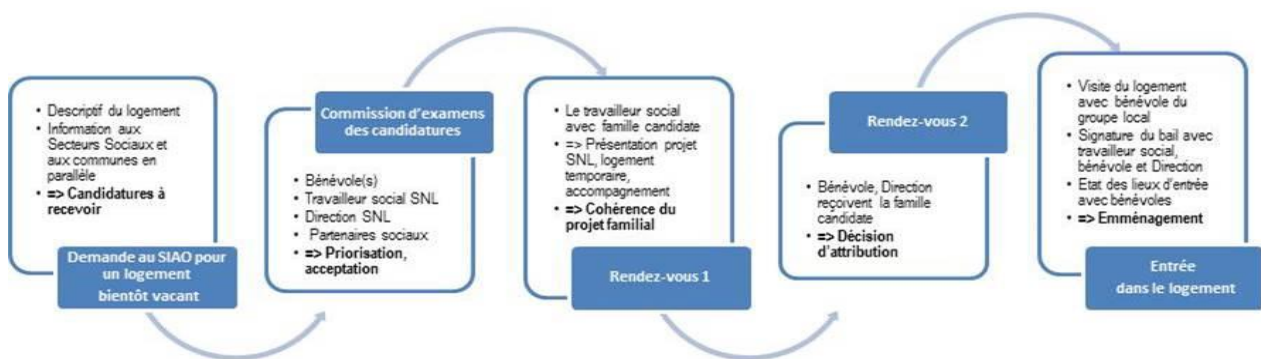 • Descriptif du logement
• Information aux
Secteurs Sociaux et
aux communes en
parallèle
• => Candidatures à
recevoir
Demande au SIAO pour
un logement
bientôt vacant
Commission d'examens
des candidatures
• Bénévole(s)
• Travailleur social SNL
• Direction SNL
• Partenaires sociaux
• => Priorisation,
acceptation
• Le travailleur social
avec famille candidate
• => Présentation projet
SNL, logement
temporaire,
accompagnement
• => Cohérence du
projet familial
Rendez-vous 1
Rendez-vous 2
• Bénévole, Direction
reçoivent la famille
candidate
• => Décision
d'attribution
• Visite du logement
avec bénévole du
groupe local
• Signature du bail avec
travailleur social,
bénévole et Direction
• Etat des lieux d'entrée
avec bénévoles
• => Emménagement
Entrée
dans le logement